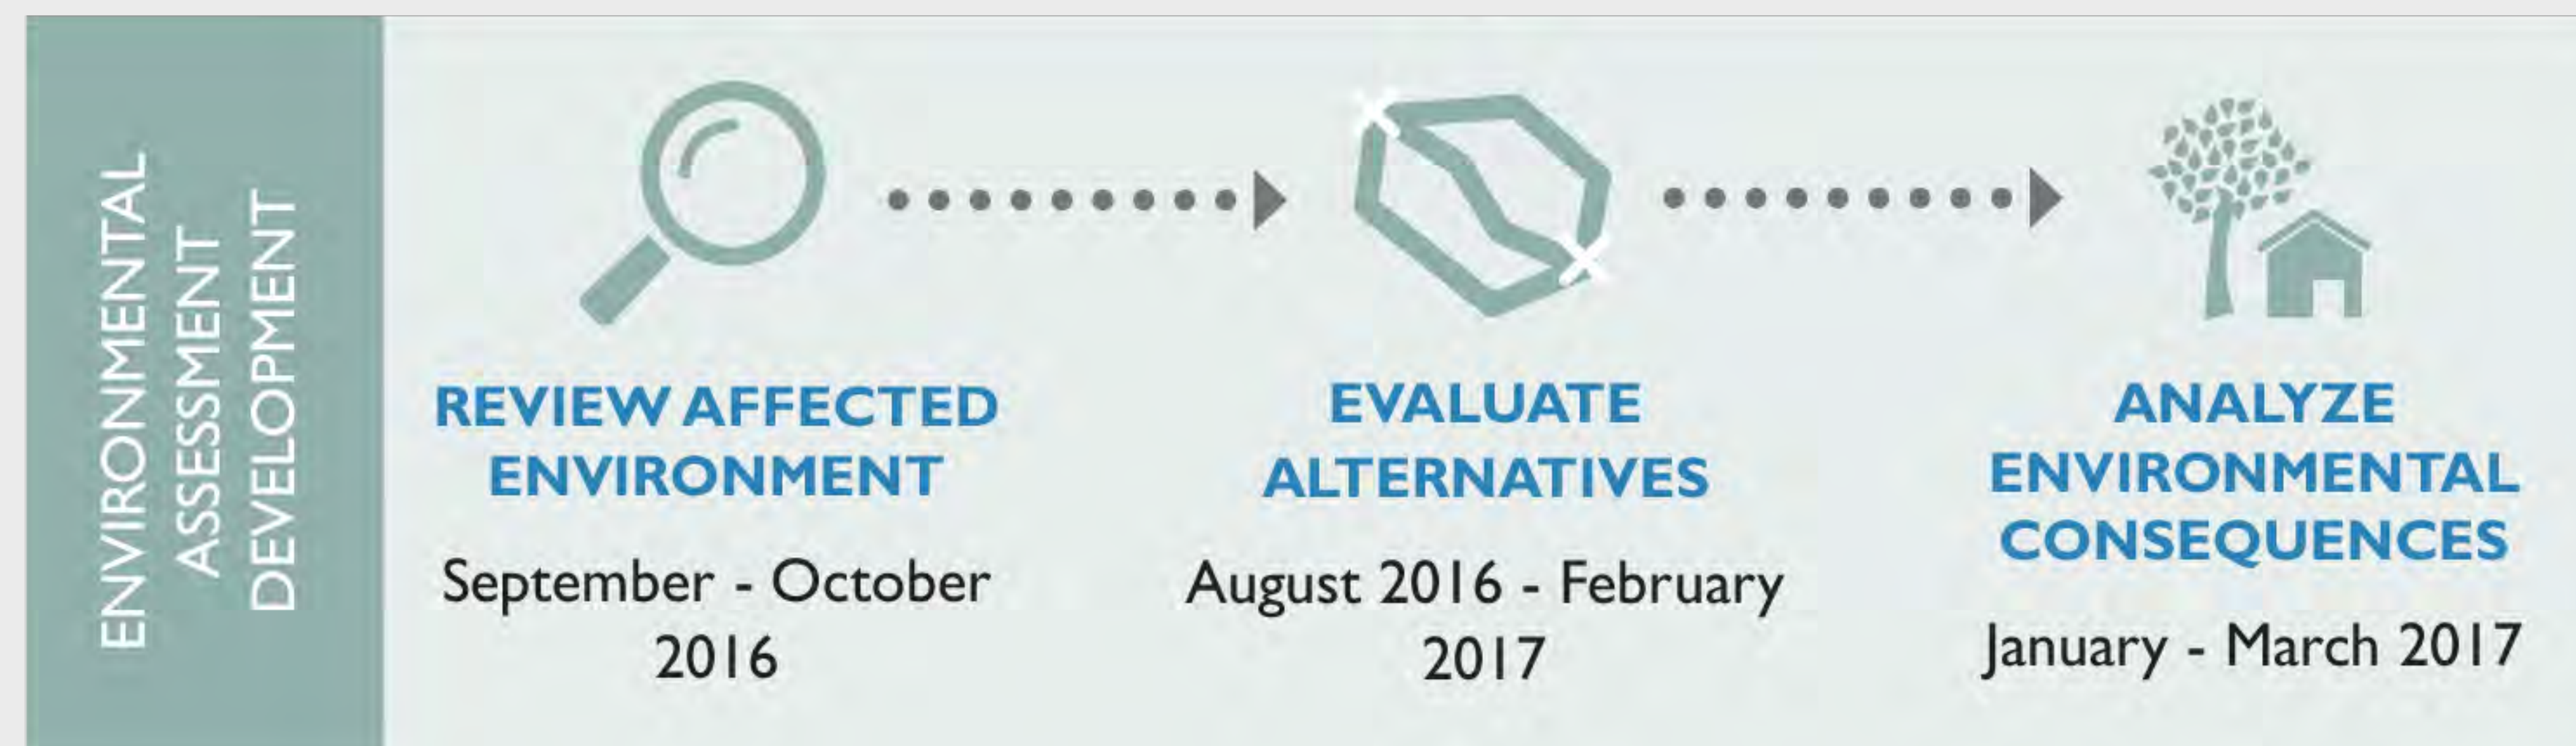 ENVIRONMENTAL
ASSESSMENT
DEVELOPMENT
REVIEW AFFECTED
ENVIRONMENT
September - October
2016
EVALUATE
ALTERNATIVES
August 2016 - February
2017
ANALYZE
ENVIRONMENTAL
CONSEQUENCES
January - March 2017